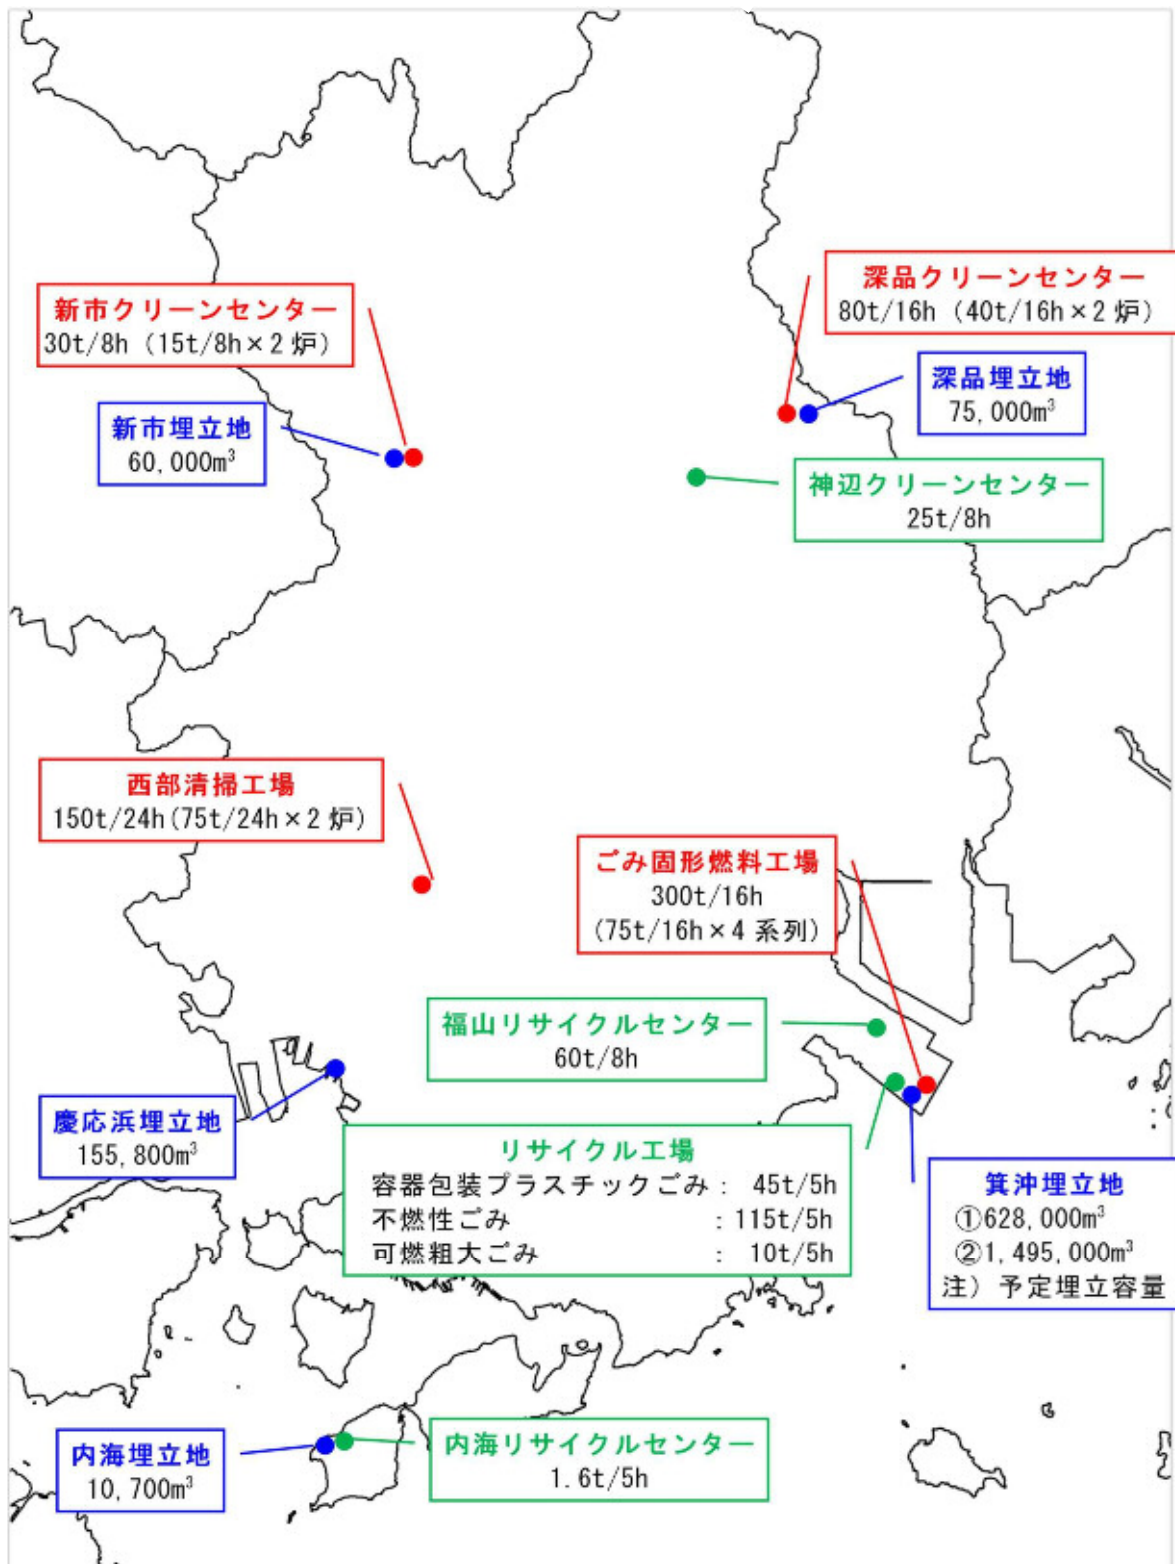 深品クリーンセンター
80t/16h（40t/16h×2炉）
新市クリーンセンター
30t/8h（15t/8h×2炉）
深品埋立地
75,000m³
新市埋立地
60,000m³
神辺クリーンセンター
25t/8h
西部清掃工場
150t/24h(75t/24h×2炉)
ごみ固形燃料工場
300t/16h
(75t/16h×4系列)
福山リサイクルセンター
60t/8h
慶応浜埋立地
155,800m³
リサイクル工場
容器包装プラスチックごみ： 45t/5h
不燃性ごみ ：115t/5h
可燃粗大ごみ ： 10t/5h
箕沖埋立地
①628,000m³
②1,495,000m³
注）予定埋立容量
内海埋立地
10,700m³
内海リサイクルセンター
1.6t/5h